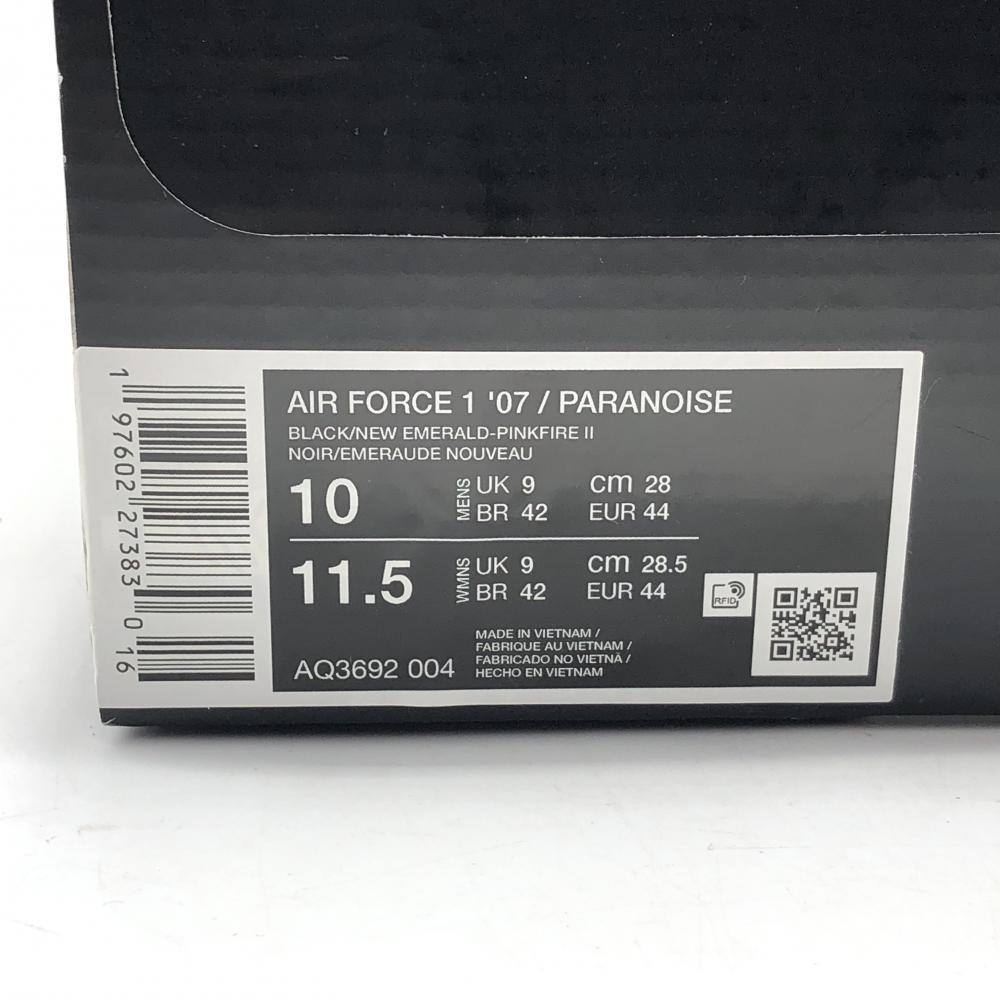 AIR FORCE 1 '07 / PARANOISE
BLACK/NEW EMERALD-PINKFIRE II
NOIR/EMERAUDE NOUVEAU
10 MENS UK 9 CM 28
BR 42 EUR 44
11.5 WMNS UK 9 CM 28.5
BR 42 EUR 44
RFID
MADE IN VIETNAM /
FABRIQUE AU VIETNAM /
FABRICADO NO VIETNÃ /
HECHO EN VIETNAM
AQ3692 004
1 97602 27383 0 16